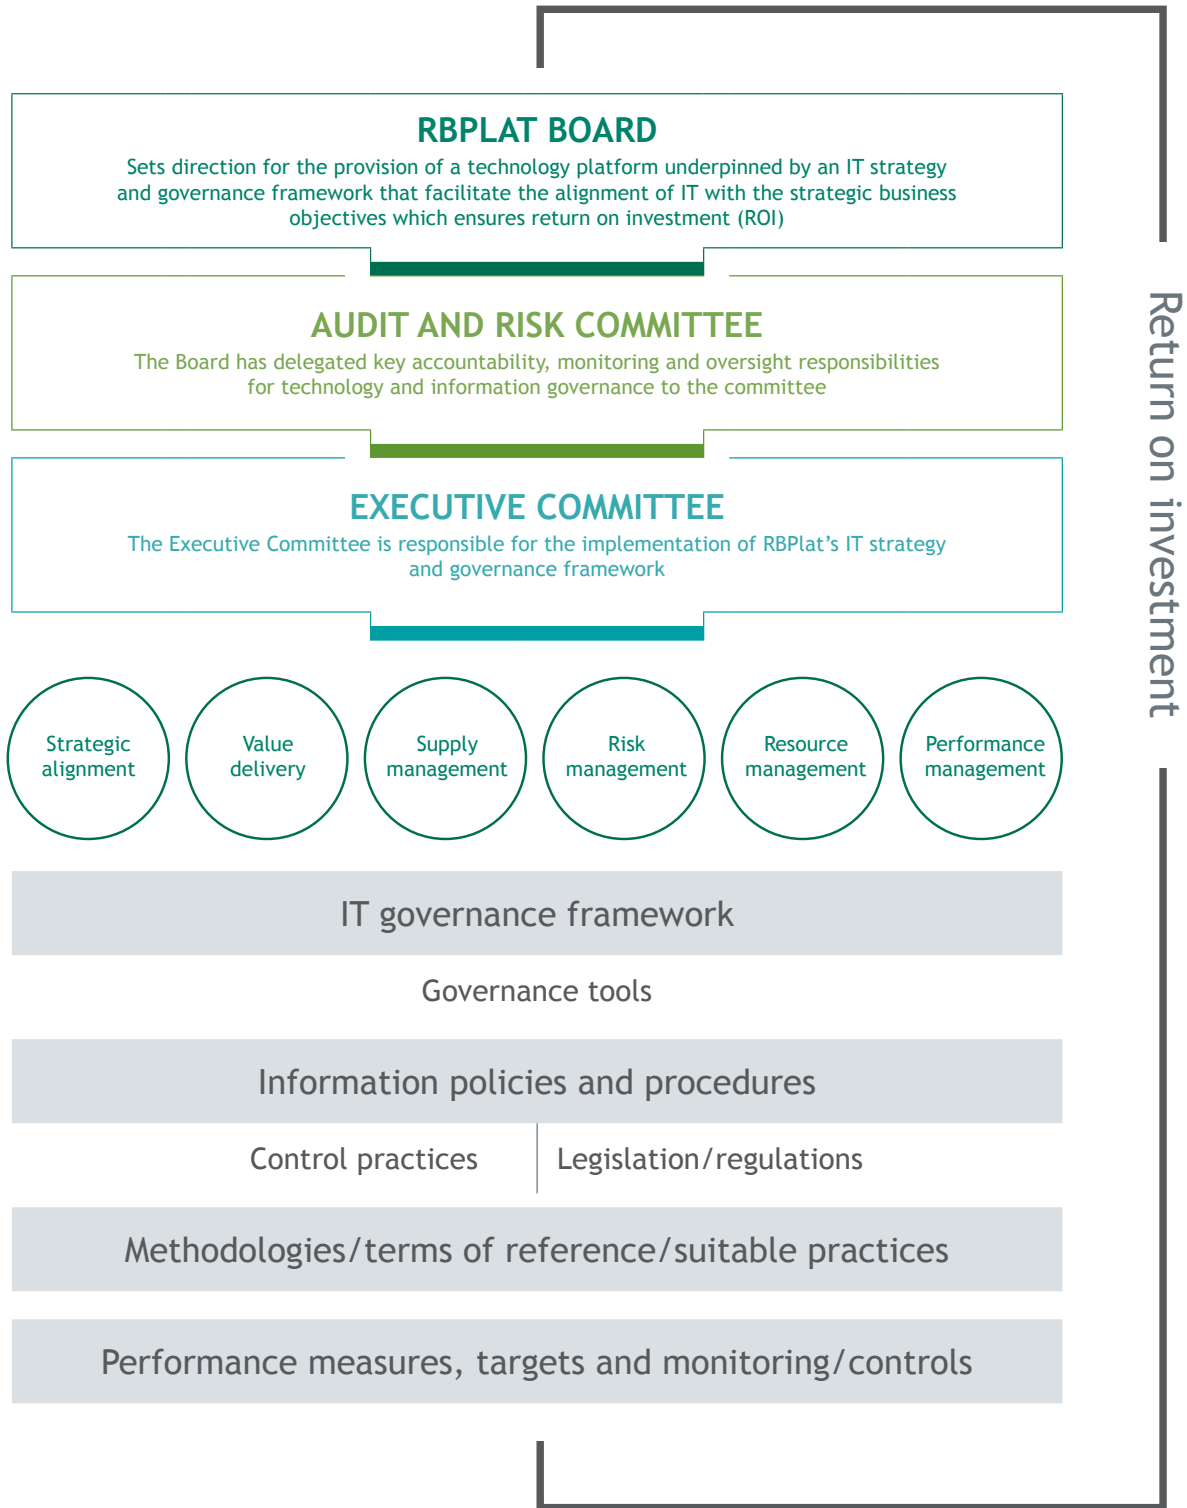 RBPLAT BOARD
Sets direction for the provision of a technology platform underpinned by an IT strategy
and governance framework that facilitate the alignment of IT with the strategic business
objectives which ensures return on investment (ROI)
AUDIT AND RISK COMMITTEE
The Board has delegated key accountability, monitoring and oversight responsibilities
for technology and information governance to the committee
EXECUTIVE COMMITTEE
The Executive Committee is responsible for the implementation of RBPlat’s IT strategy
and governance framework
Strategic
alignment
Value
delivery
Supply
management
Risk
management
Resource
management
Performance
management
IT governance framework
Governance tools
Information policies and procedures
Control practices
Legislation/regulations
Methodologies/terms of reference/suitable practices
Performance measures, targets and monitoring/controls
Return on investment